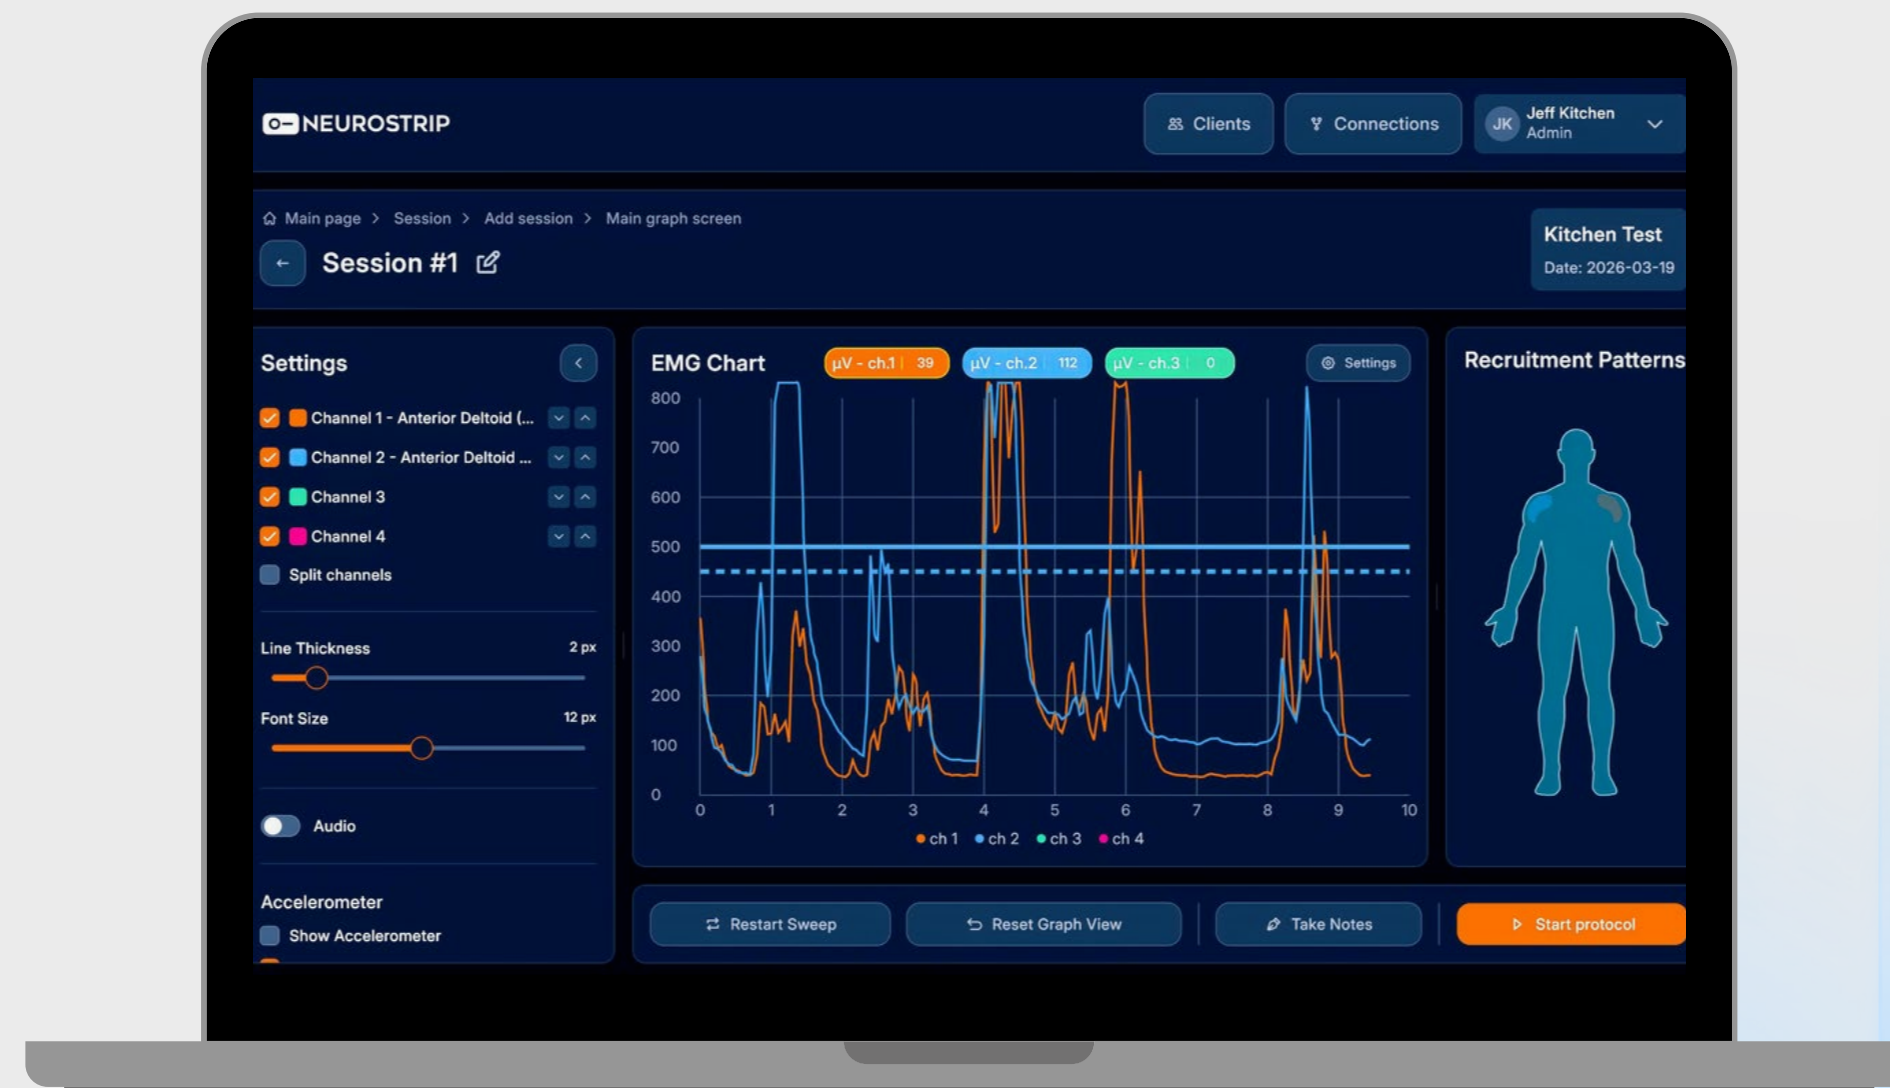 NEUROSTRIP
Clients
Connections
JK
Jeff Kitchen
Admin
Main page > Session > Add session > Main graph screen
Session #1
Kitchen Test
Date: 2026-03-19
Settings
Channel 1 - Anterior Deltoid (...
Channel 2 - Anterior Deltoid ...
Channel 3
Channel 4
Split channels
Line Thickness 2 px
Font Size 12 px
Audio
Accelerometer
Show Accelerometer
EMG Chart
µV - ch.1 | 39
µV - ch.2 | 112
µV - ch.3 | 0
Settings
800
700
600
500
400
300
200
100
0
0 1 2 3 4 5 6 7 8 9 10
ch 1 ch 2 ch 3 ch 4
Recruitment Patterns
Restart Sweep
Reset Graph View
Take Notes
Start protocol